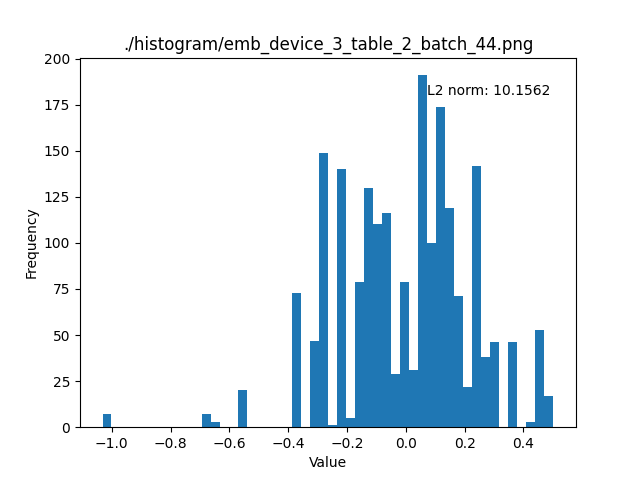 ./histogram/emb_device_3_table_2_batch_44.png
L2 norm: 10.1562
200
175
150
125
100
75
50
25
0
Frequency
−1.0 −0.8 −0.6 −0.4 −0.2 0.0 0.2 0.4
Value